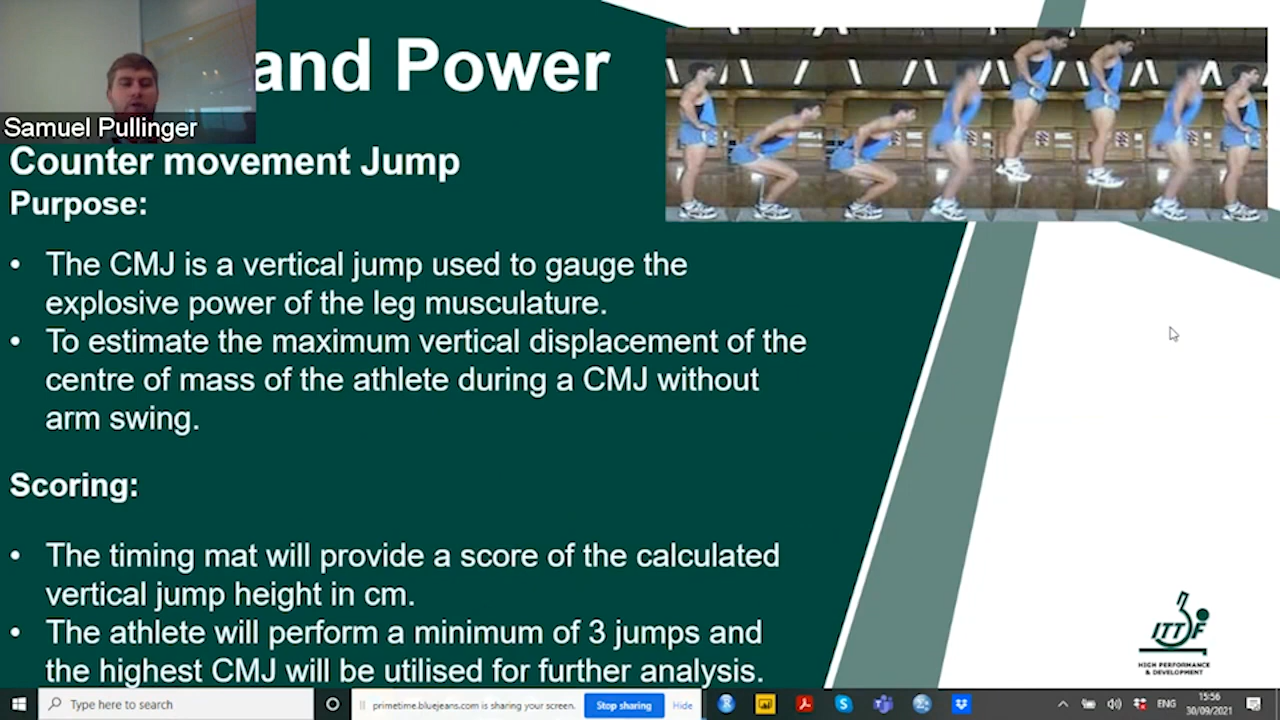 and Power
Samuel Pullinger
Counter movement Jump
Purpose:
• The CMJ is a vertical jump used to gauge the
explosive power of the leg musculature.
• To estimate the maximum vertical displacement of the
centre of mass of the athlete during a CMJ without
arm swing.
Scoring:
• The timing mat will provide a score of the calculated
vertical jump height in cm.
• The athlete will perform a minimum of 3 jumps and
the highest CMJ will be utilised for further analysis.
ITTF
HIGH PERFORMANCE
& DEVELOPMENT
Type here to search
primetime.bluejeans.com is sharing your screen.
Stop sharing
Hide
ENG
15:56
30/09/2021